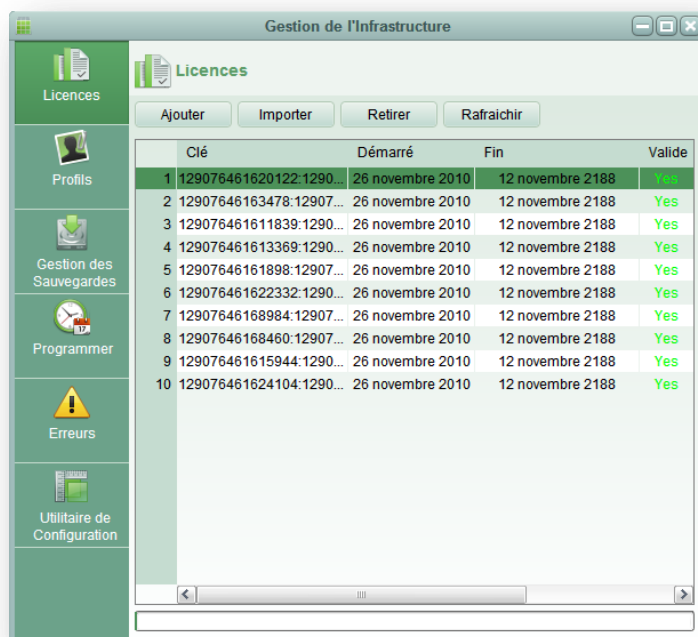 Gestion de l'Infrastructure
Licences
Profils
Gestion des
Sauvegardes
17
Programmer
Erreurs
Utilitaire de
Configuration
Licences
Ajouter Importer Retirer Rafraichir
Clé Démarré Fin Valide
1 129076461620122:1290... 26 novembre 2010 12 novembre 2188 Yes
2 12907646163478:12907... 26 novembre 2010 12 novembre 2188 Yes
3 129076461611839:1290... 26 novembre 2010 12 novembre 2188 Yes
4 129076461613369:1290... 26 novembre 2010 12 novembre 2188 Yes
5 12907646161898:12907... 26 novembre 2010 12 novembre 2188 Yes
6 129076461622332:1290... 26 novembre 2010 12 novembre 2188 Yes
7 12907646168984:12907... 26 novembre 2010 12 novembre 2188 Yes
8 12907646168460:12907... 26 novembre 2010 12 novembre 2188 Yes
9 129076461615944:1290... 26 novembre 2010 12 novembre 2188 Yes
10 129076461624104:1290... 26 novembre 2010 12 novembre 2188 Yes